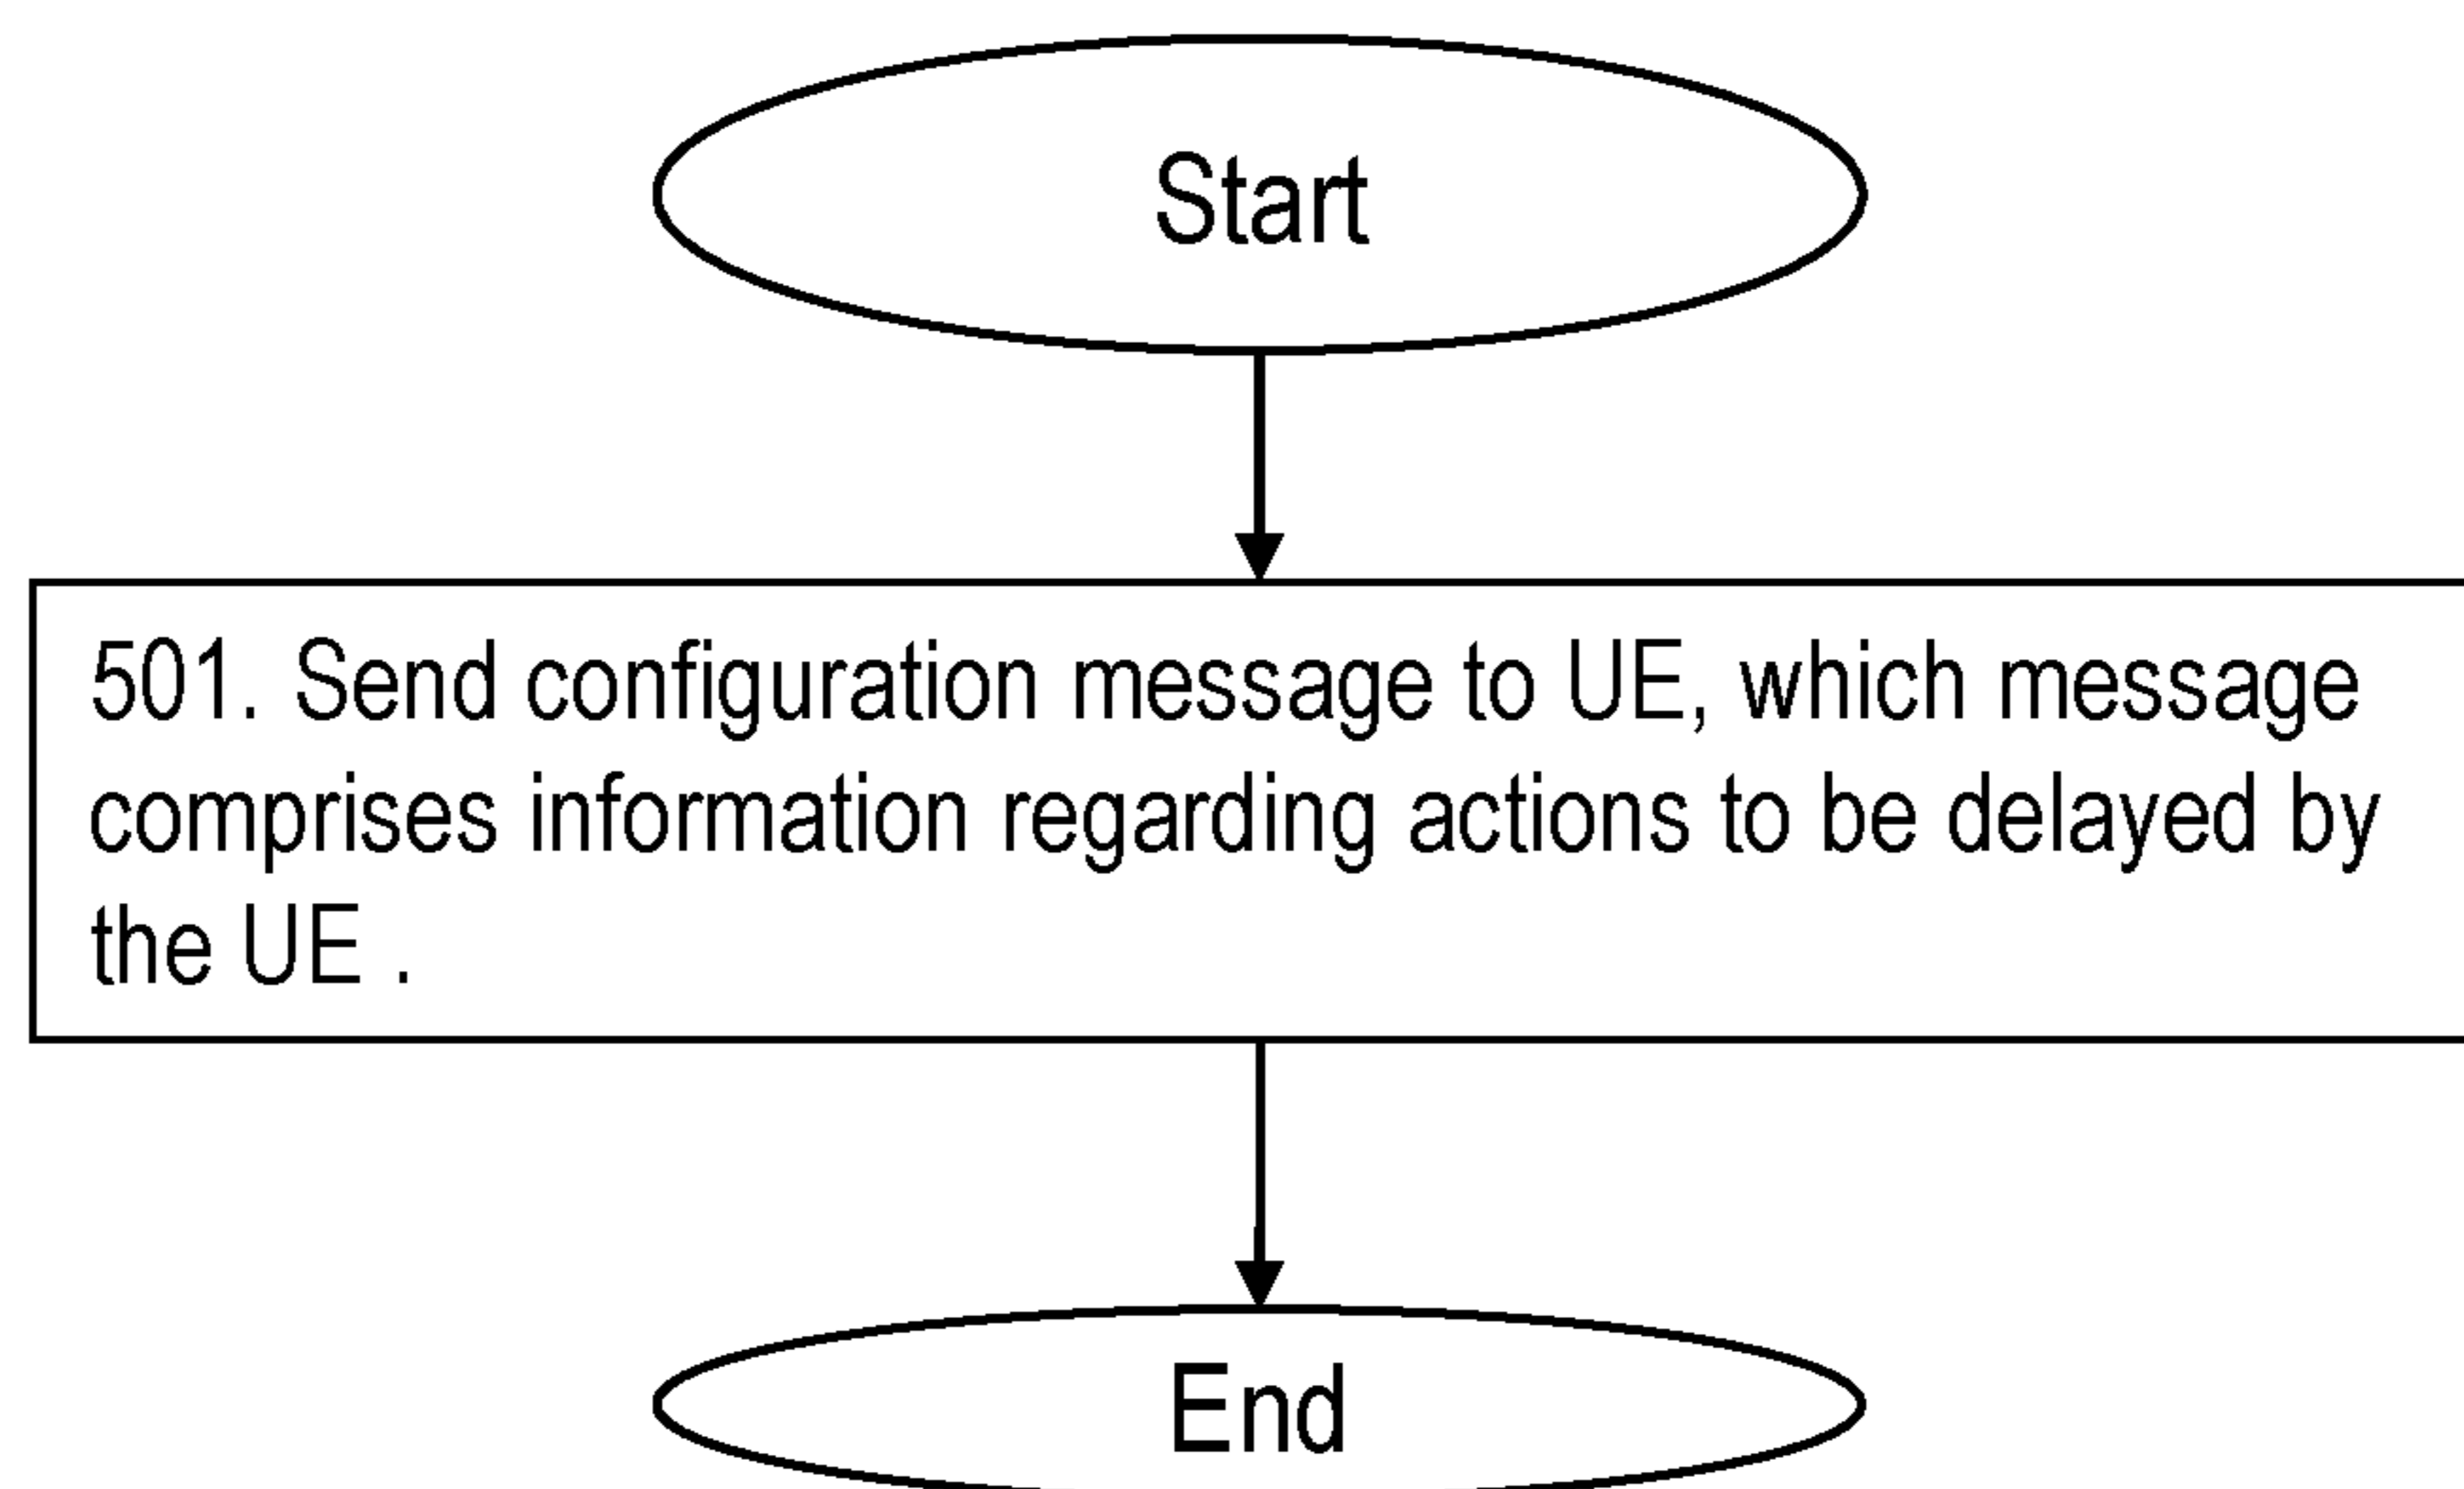 Start
501. Send configuration message to UE, which message
comprises information regarding actions to be delayed by
the UE .
End